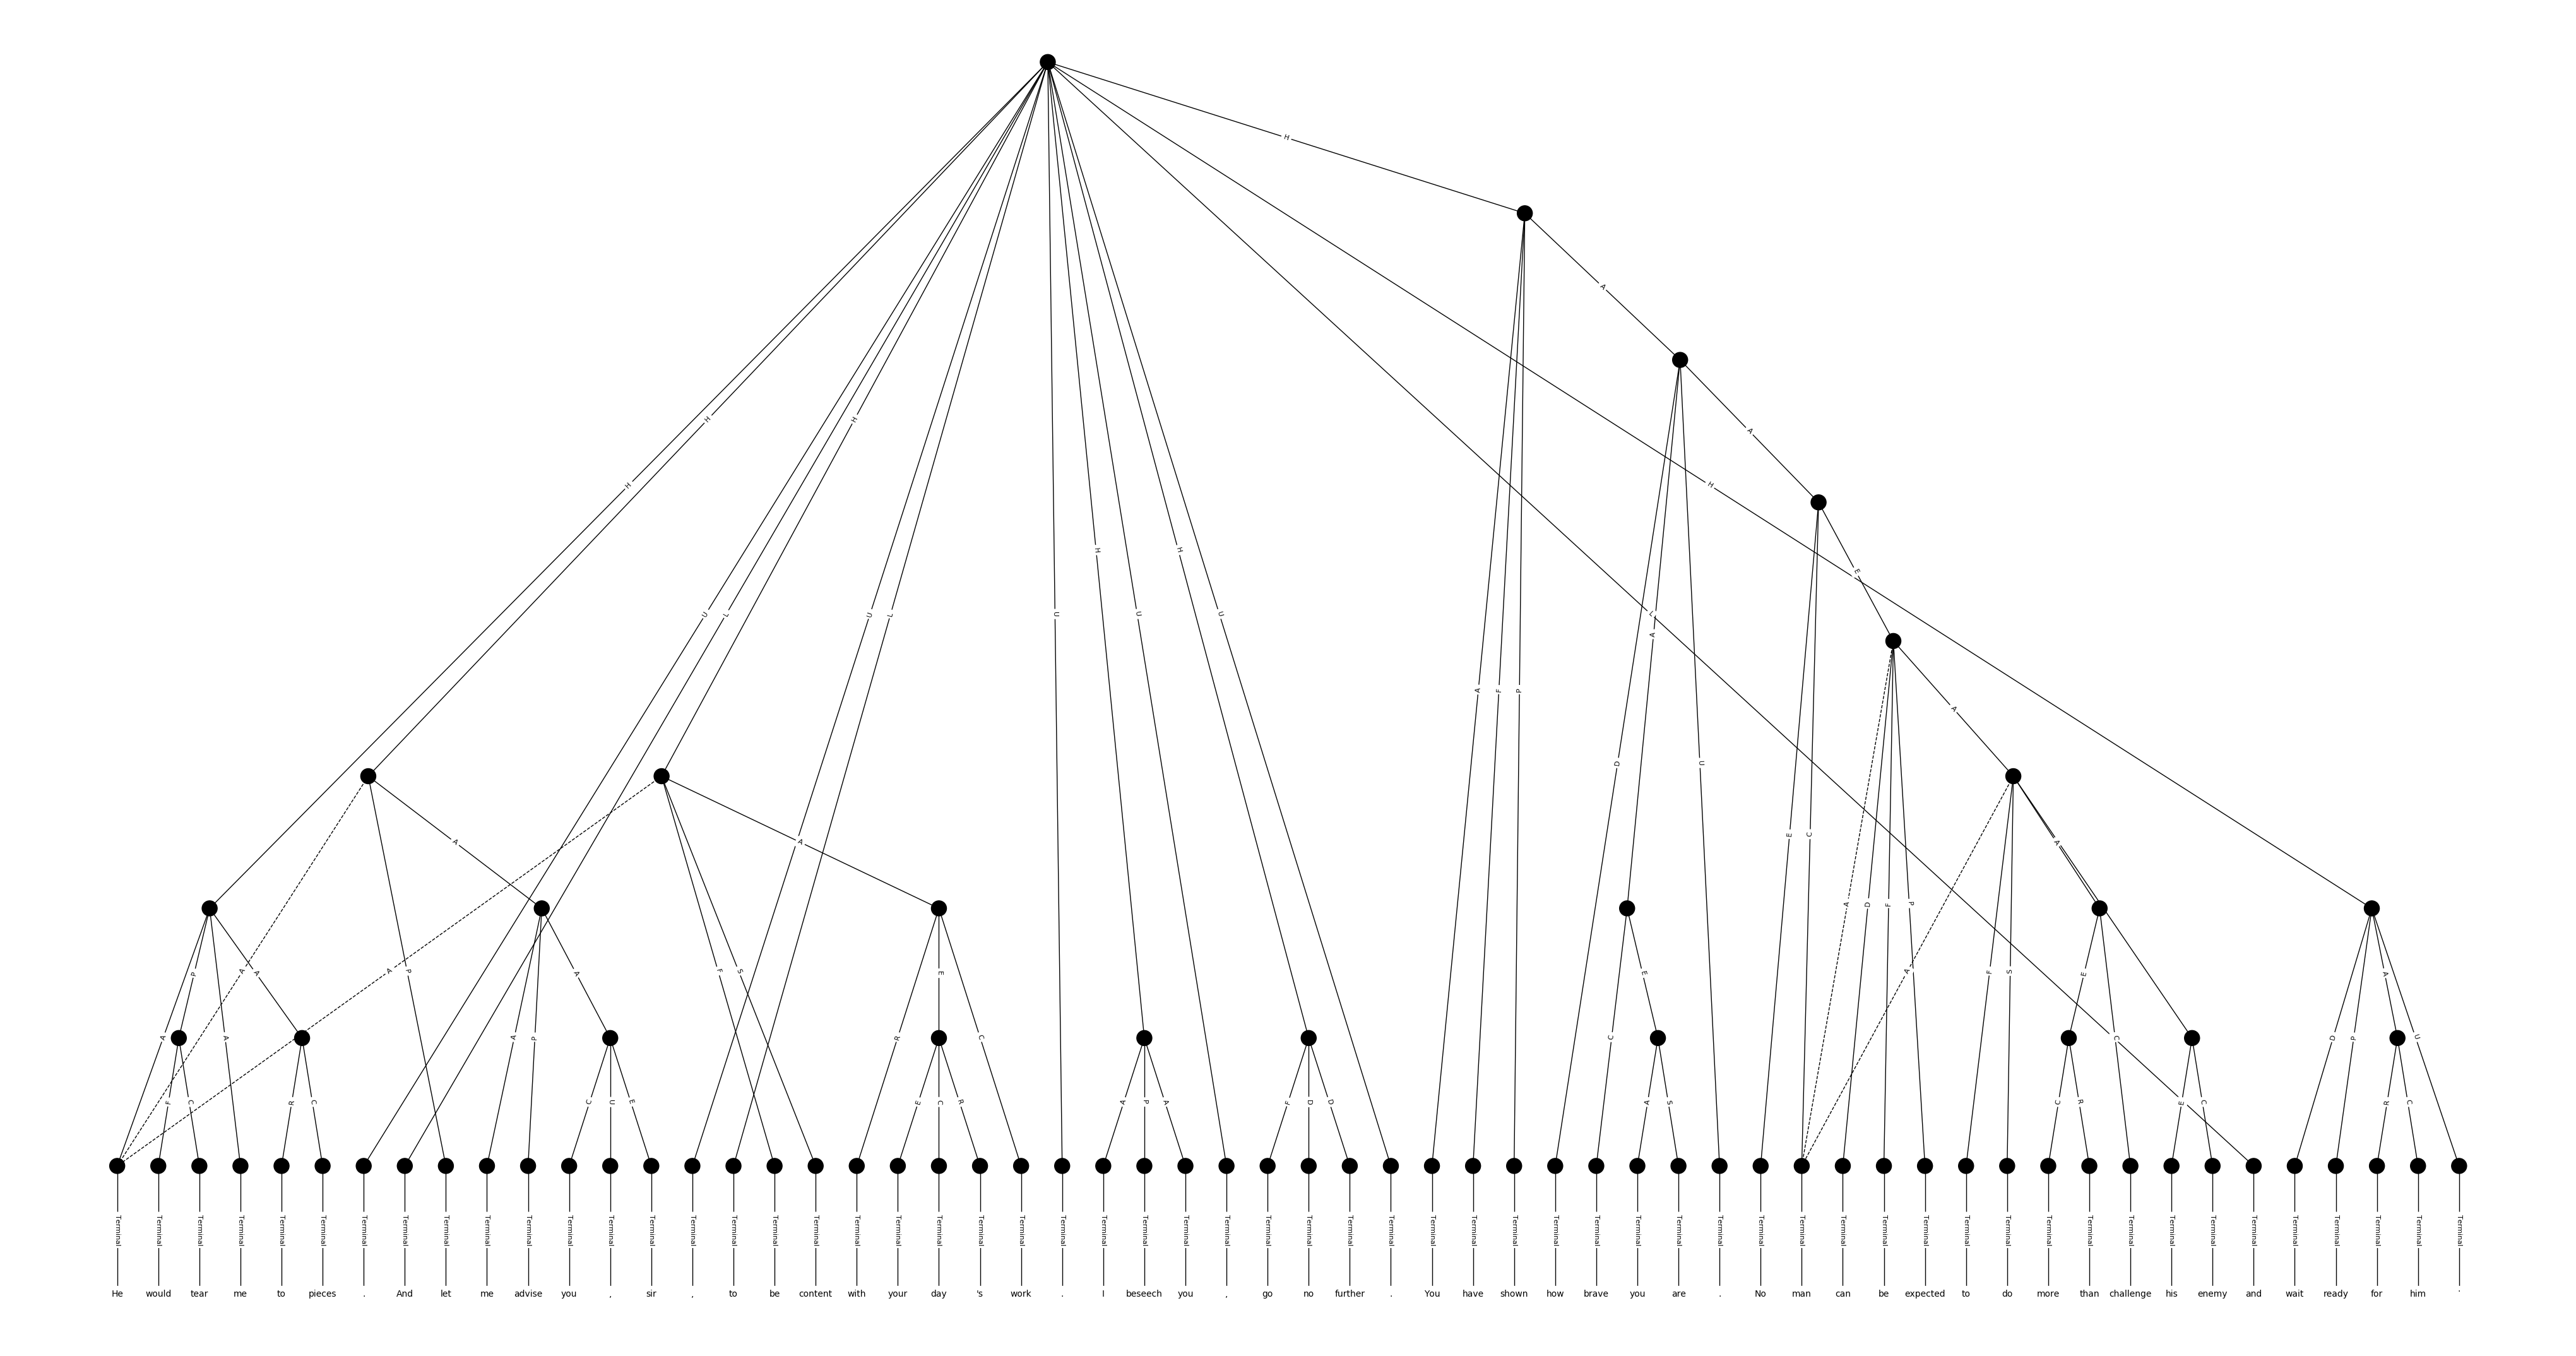 H
A
A
H
H
H
E
H
H
U
L
U
L
U
H
U
U
L
A
A
F
P
A
D
U
A
A
E
C
A
D
F
P
A
P
A
A
A
P
A
F
S
E
E
F
S
A
E
A
A
A
A
P
R
C
C
C
D
P
U
F
C
R
C
C
U
E
E
C
R
A
P
A
F
D
D
A
S
C
R
E
C
R
C
Terminal Terminal Terminal Terminal Terminal Terminal Terminal Terminal Terminal Terminal Terminal Terminal Terminal Terminal Terminal Terminal Terminal Terminal Terminal Terminal Terminal Terminal Terminal Terminal Terminal Terminal Terminal Terminal Terminal Terminal Terminal Terminal Terminal Terminal Terminal Terminal Terminal Terminal Terminal Terminal Terminal Terminal Terminal Terminal Terminal Terminal Terminal Terminal Terminal Terminal Terminal Terminal Terminal Terminal Terminal Terminal Terminal Terminal
He would tear me to pieces . And let me advise you , sir , to be content with your day 's work . I beseech you , go no further . You have shown how brave you are . No man can be expected to do more than challenge his enemy and wait ready for him .